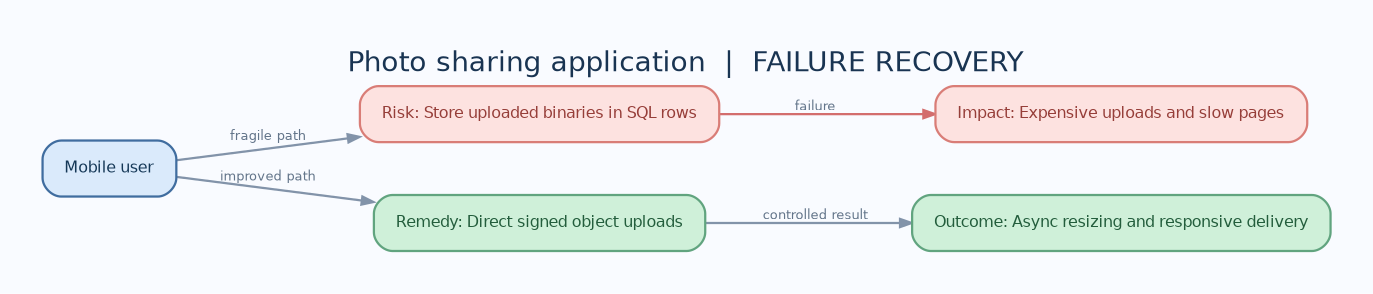 Photo sharing application | FAILURE RECOVERY
Mobile user
fragile path
Risk: Store uploaded binaries in SQL rows
failure
Impact: Expensive uploads and slow pages
improved path
Remedy: Direct signed object uploads
controlled result
Outcome: Async resizing and responsive delivery